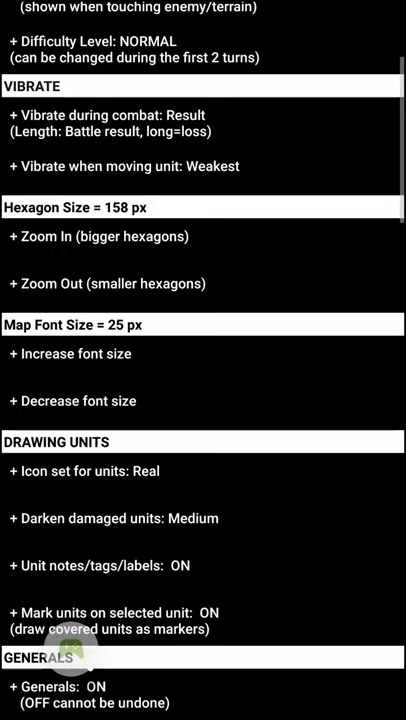 (shown when touching enemy/terrain)
+ Difficulty Level: NORMAL
(can be changed during the first 2 turns)
VIBRATE
+ Vibrate during combat: Result
(Length: Battle result, long=loss)
+ Vibrate when moving unit: Weakest
Hexagon Size = 158 px
+ Zoom In (bigger hexagons)
+ Zoom Out (smaller hexagons)
Map Font Size = 25 px
+ Increase font size
+ Decrease font size
DRAWING UNITS
+ Icon set for units: Real
+ Darken damaged units: Medium
+ Unit notes/tags/labels:  ON
+ Mark units on selected unit:  ON
(draw covered units as markers)
GENERALS
+ Generals:  ON
(OFF cannot be undone)